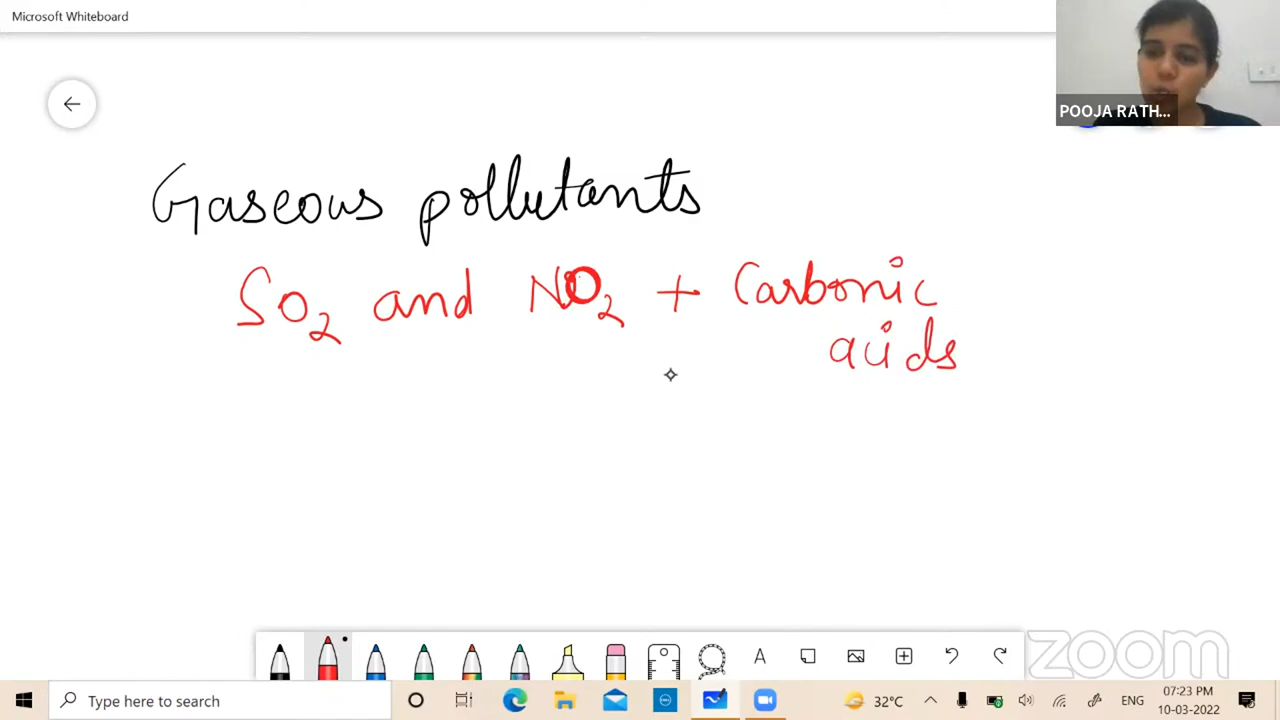 Microsoft Whiteboard
POOJA RATH...
Gaseous pollutants
SO2 and NO2 + Carbonic
acids
A
zoom
Type here to search
32°C
ENG
07:23 PM
10-03-2022